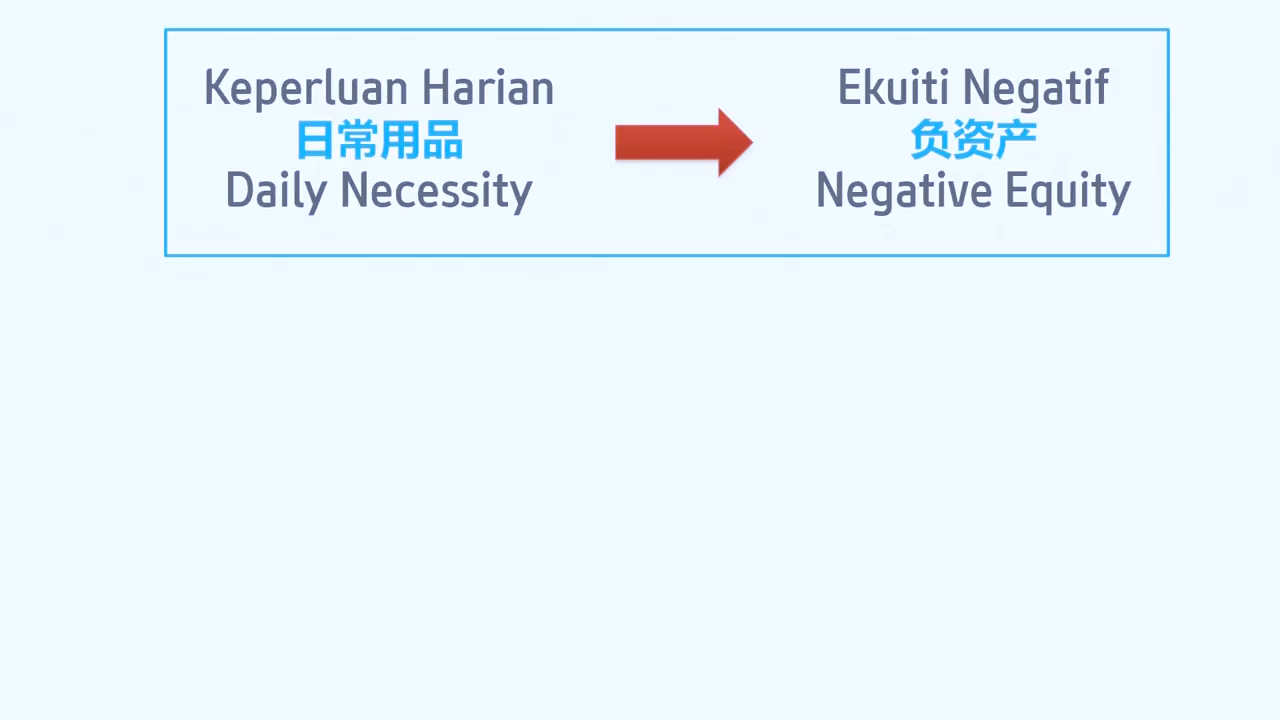 Keperluan Harian
日常用品
Daily Necessity
Ekuiti Negatif
负资产
Negative Equity